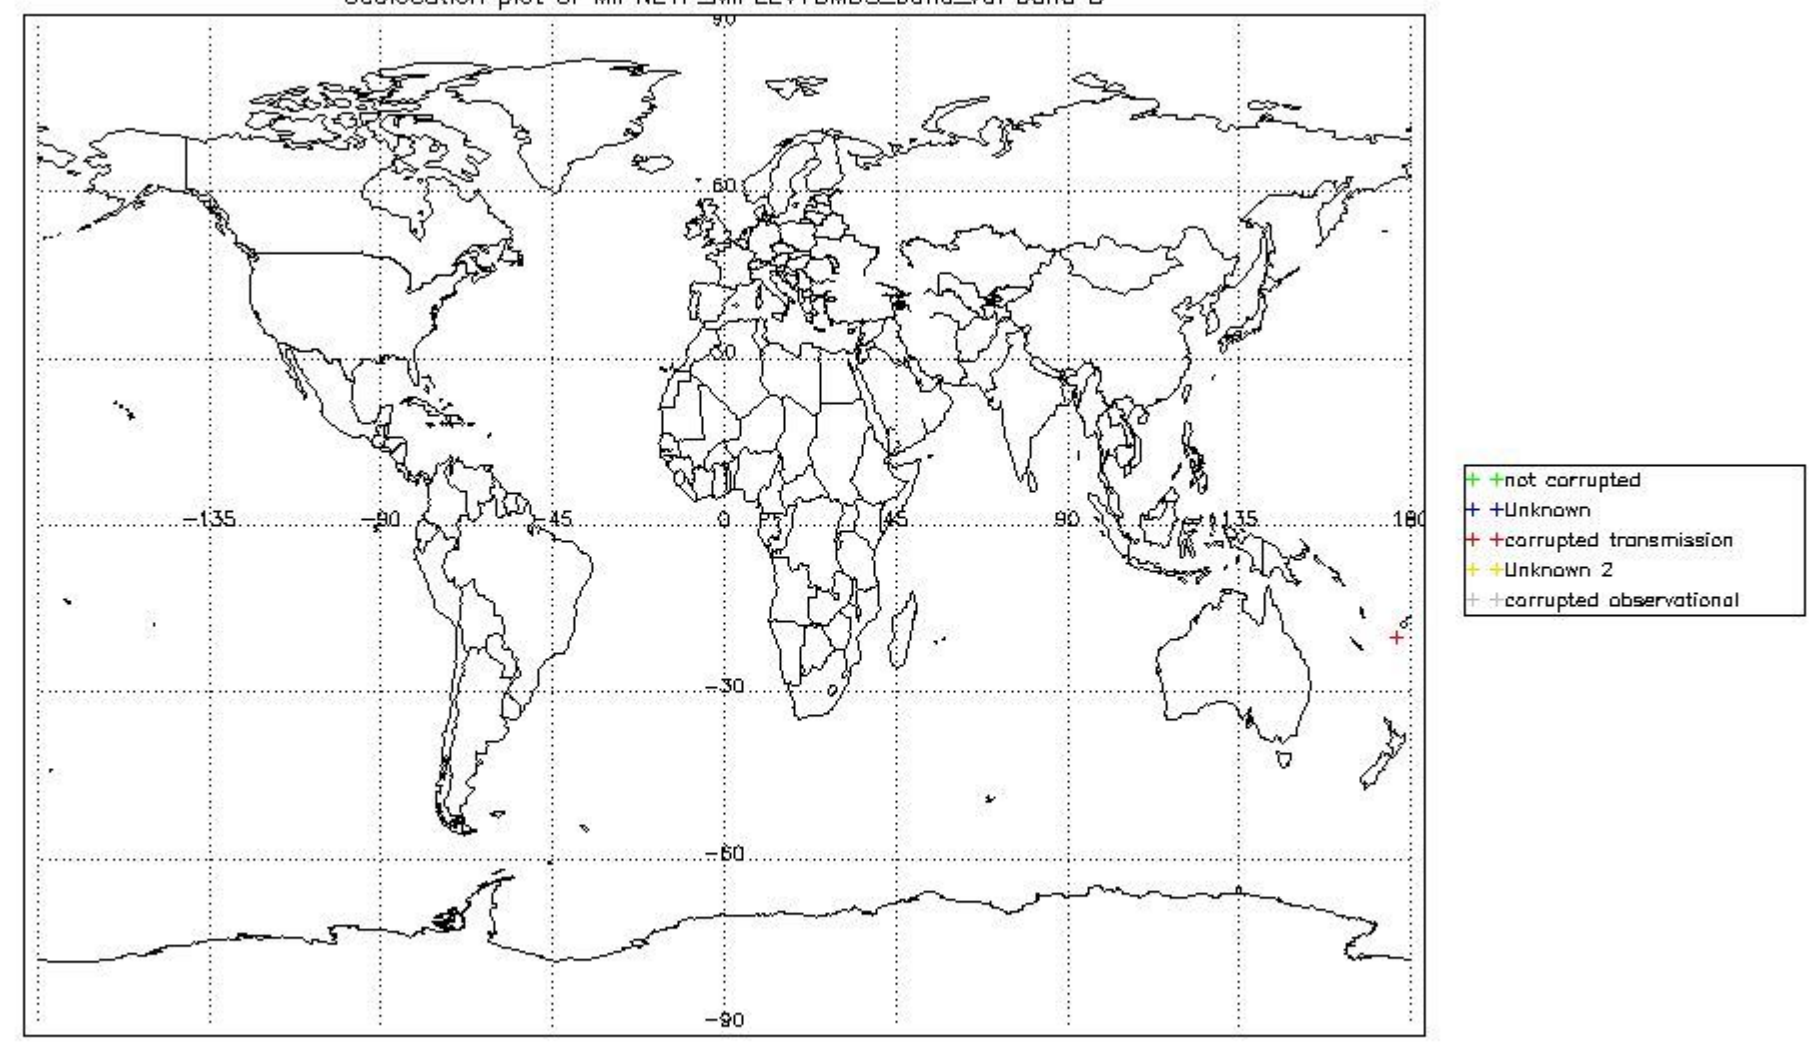 90
60
30
-135 -90 -45 0 45 90 135 180
-30
-60
-90
not corrupted
Unknown
corrupted transmission
Unknown 2
corrupted observational